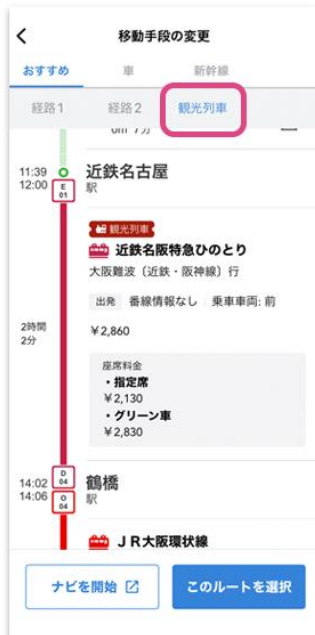 移動手段の変更
おすすめ 車 新幹線
経路1 経路2 観光列車
11:39 近鉄名古屋
12:00 E 01 駅
観光列車
近鉄名阪特急ひのとり
大阪難波〔近鉄・阪神線〕行
出発 番線情報なし 乗車車両: 前
2時間
2分
¥2,860
座席料金
・指定席
¥2,130
・グリーン車
¥2,830
14:02 D 04 鶴橋
14:06 O 04 駅
JR大阪環状線
ナビを開始 このルートを選択